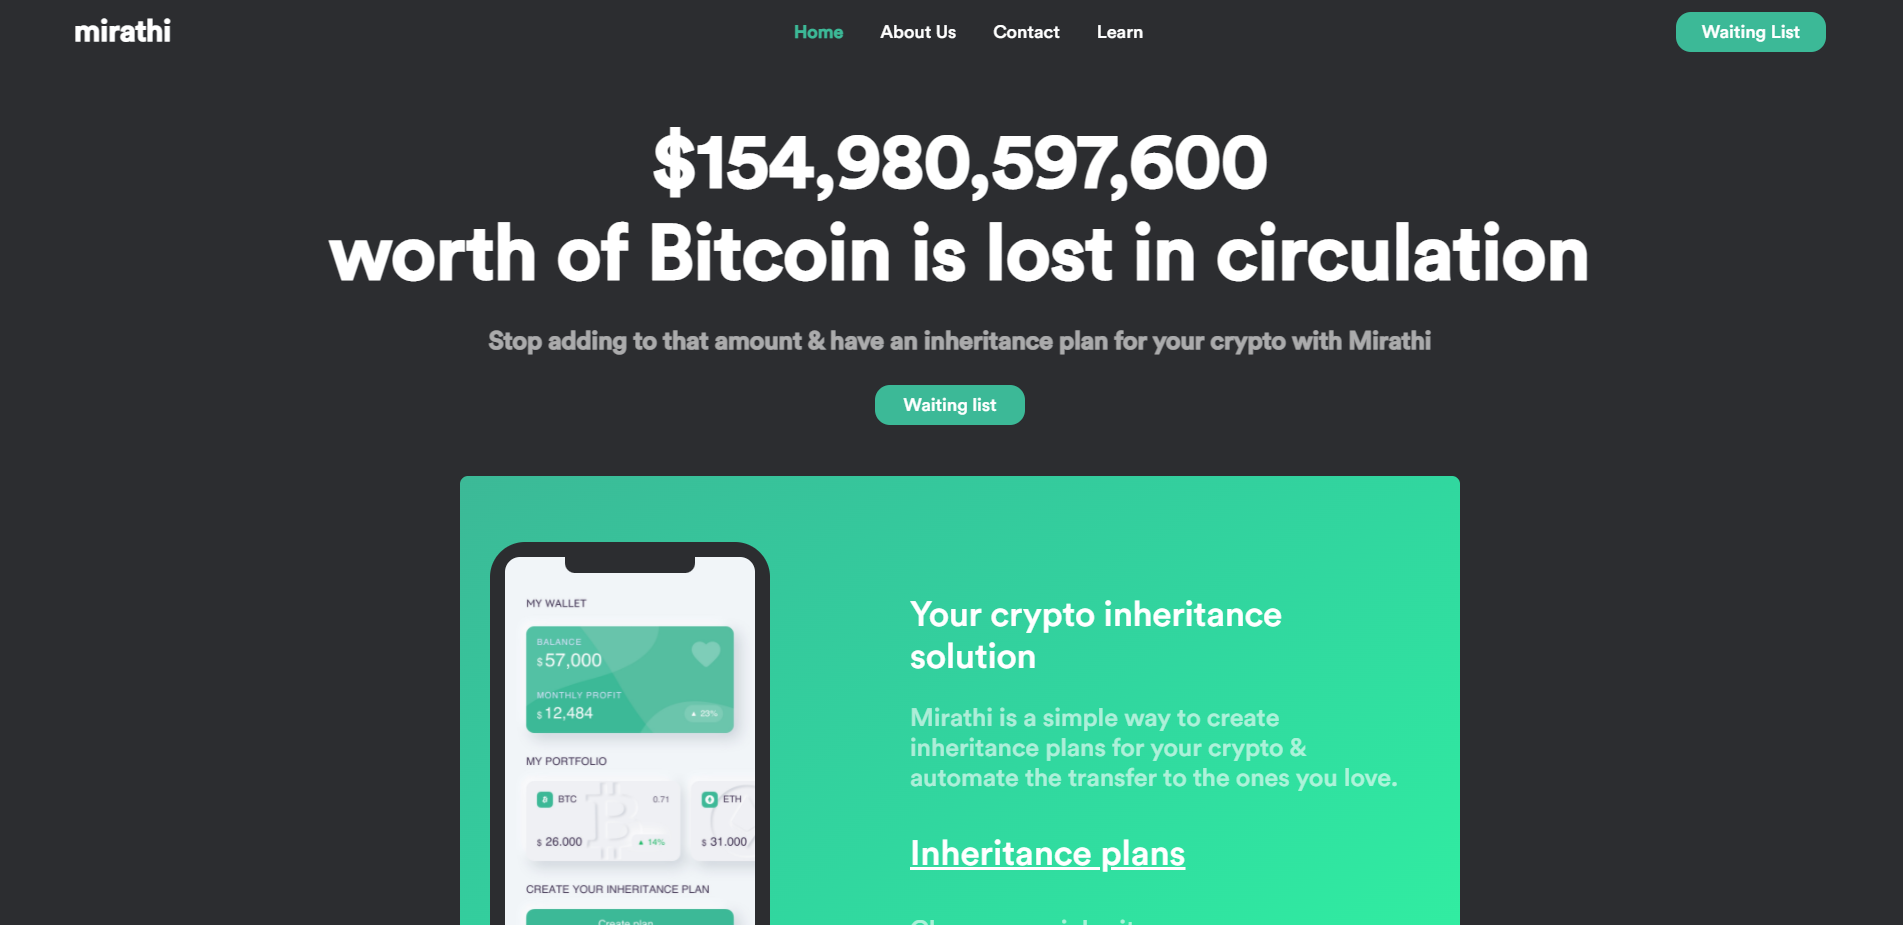 mirathi
Home
About Us
Contact
Learn
Waiting List
$154,980,597,600
worth of Bitcoin is lost in circulation
Stop adding to that amount & have an inheritance plan for your crypto with Mirathi
Waiting list
MY WALLET
BALANCE
$57,000
MONTHLY PROFIT
$12,484
▲ 23%
MY PORTFOLIO
BTC
0.71
$ 26.000
▲ 14%
ETH
$ 31.000
CREATE YOUR INHERITANCE PLAN
Create plan
Your crypto inheritance
solution
Mirathi is a simple way to create
inheritance plans for your crypto &
automate the transfer to the ones you love.
Inheritance plans